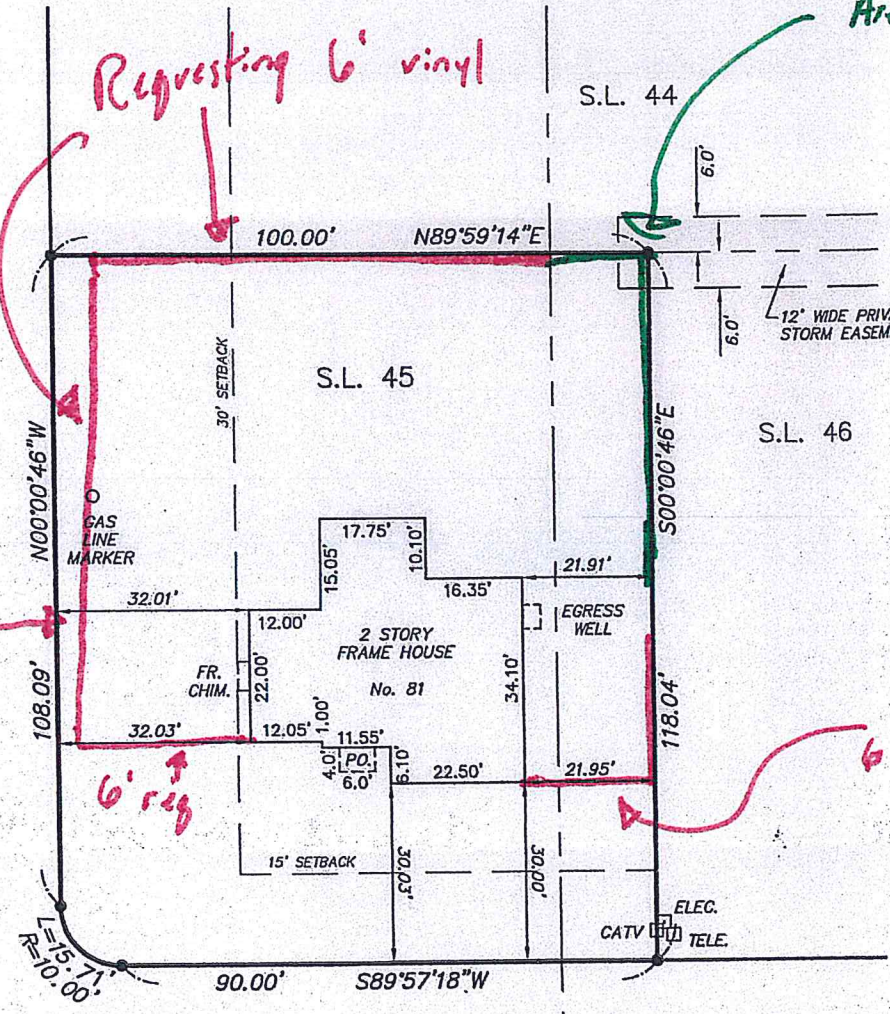 Requesting 6' vinyl
S.L. 44
6.0'
100.00'
N89°59'14"E
6.0'
12' WIDE
30' SETBACK
S.L. 45
S.L. 46
N00°00'46"W
S00°00'46"E
GAS
LINE
MARKER
17.75'
15.05'
10.10'
21.91'
16.35'
32.01'
12.00'
EGRESS
WELL
2 STORY
FRAME HOUSE
No. 81
FR.
CHIM.
22.00'
34.10'
108.09'
118.04'
32.03'
12.05'
1.00'
11.55'
4.0'
PO.
6.0'
6.10'
22.50'
21.95'
6' req
6
15' SETBACK
30.03'
30.00'
ELEC.
CATV
TELE.
L=15.71'
R=10.00'
90.00'
S89°57'18"W